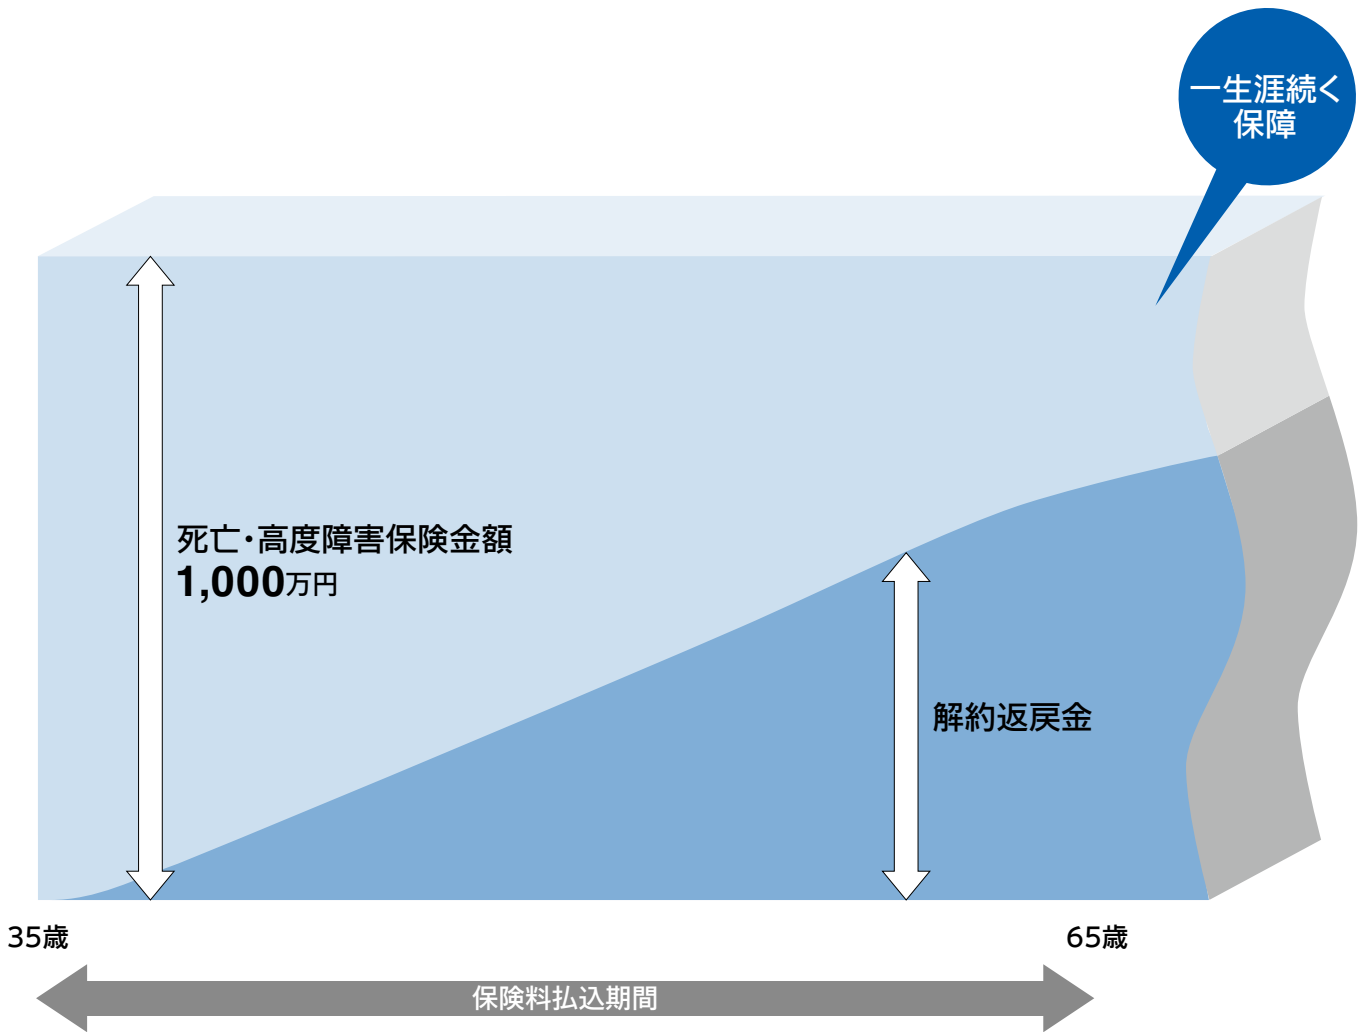 一生涯続く
保障
死亡・高度障害保険金額
1,000万円
解約返戻金
35歳
65歳
保険料払込期間